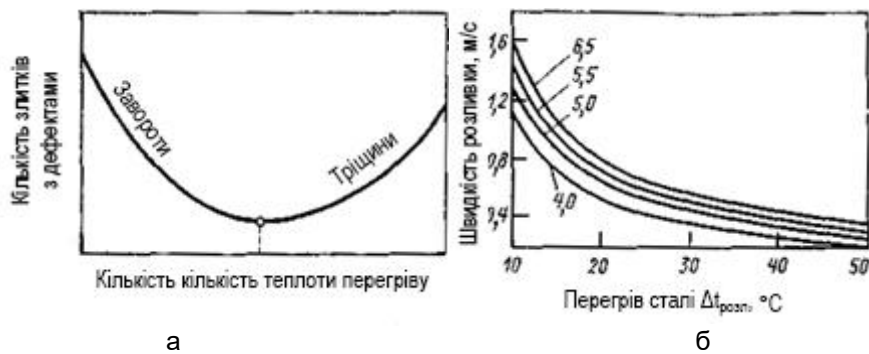 Кількість злитків
з дефектами
Завороти
Тріщини
Кількість кількість теплоти перегріву
а
Швидкість розливки, м/с
1,6
1,2
0,8
0,4
6,5
5,5
5,0
4,0
10
20
30
40
50
Перегрів сталі Δtрозл, °С
б